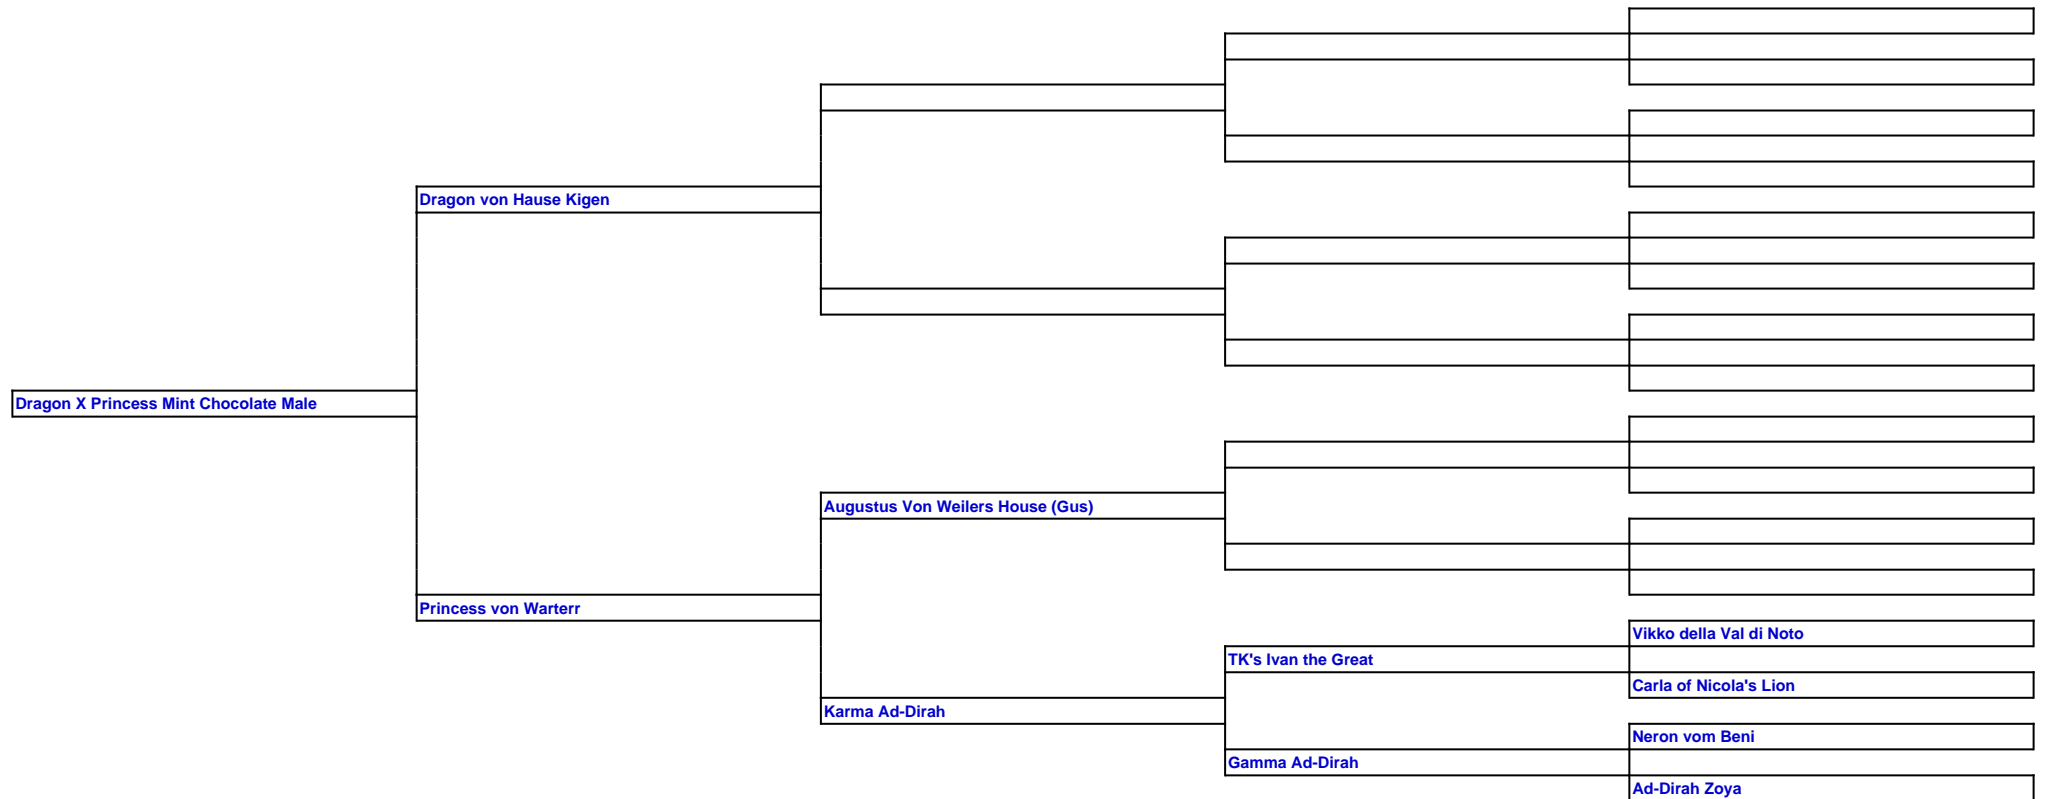 Dragon von Hause Kigen
Dragon X Princess Mint Chocolate Male
Augustus Von Weilers House (Gus)
Princess von Warterr
Vikko della Val di Noto
TK's Ivan the Great
Carla of Nicola's Lion
Karma Ad-Dirah
Neron vom Beni
Gamma Ad-Dirah
Ad-Dirah Zoya